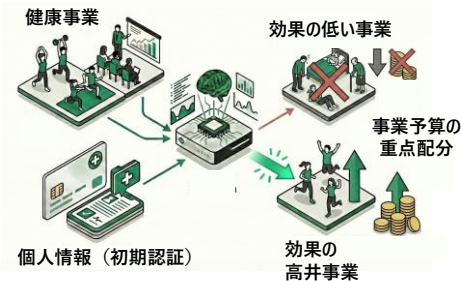 健康事業
効果の低い事業
事業予算の
重点配分
個人情報（初期認証）
効果の
高井事業